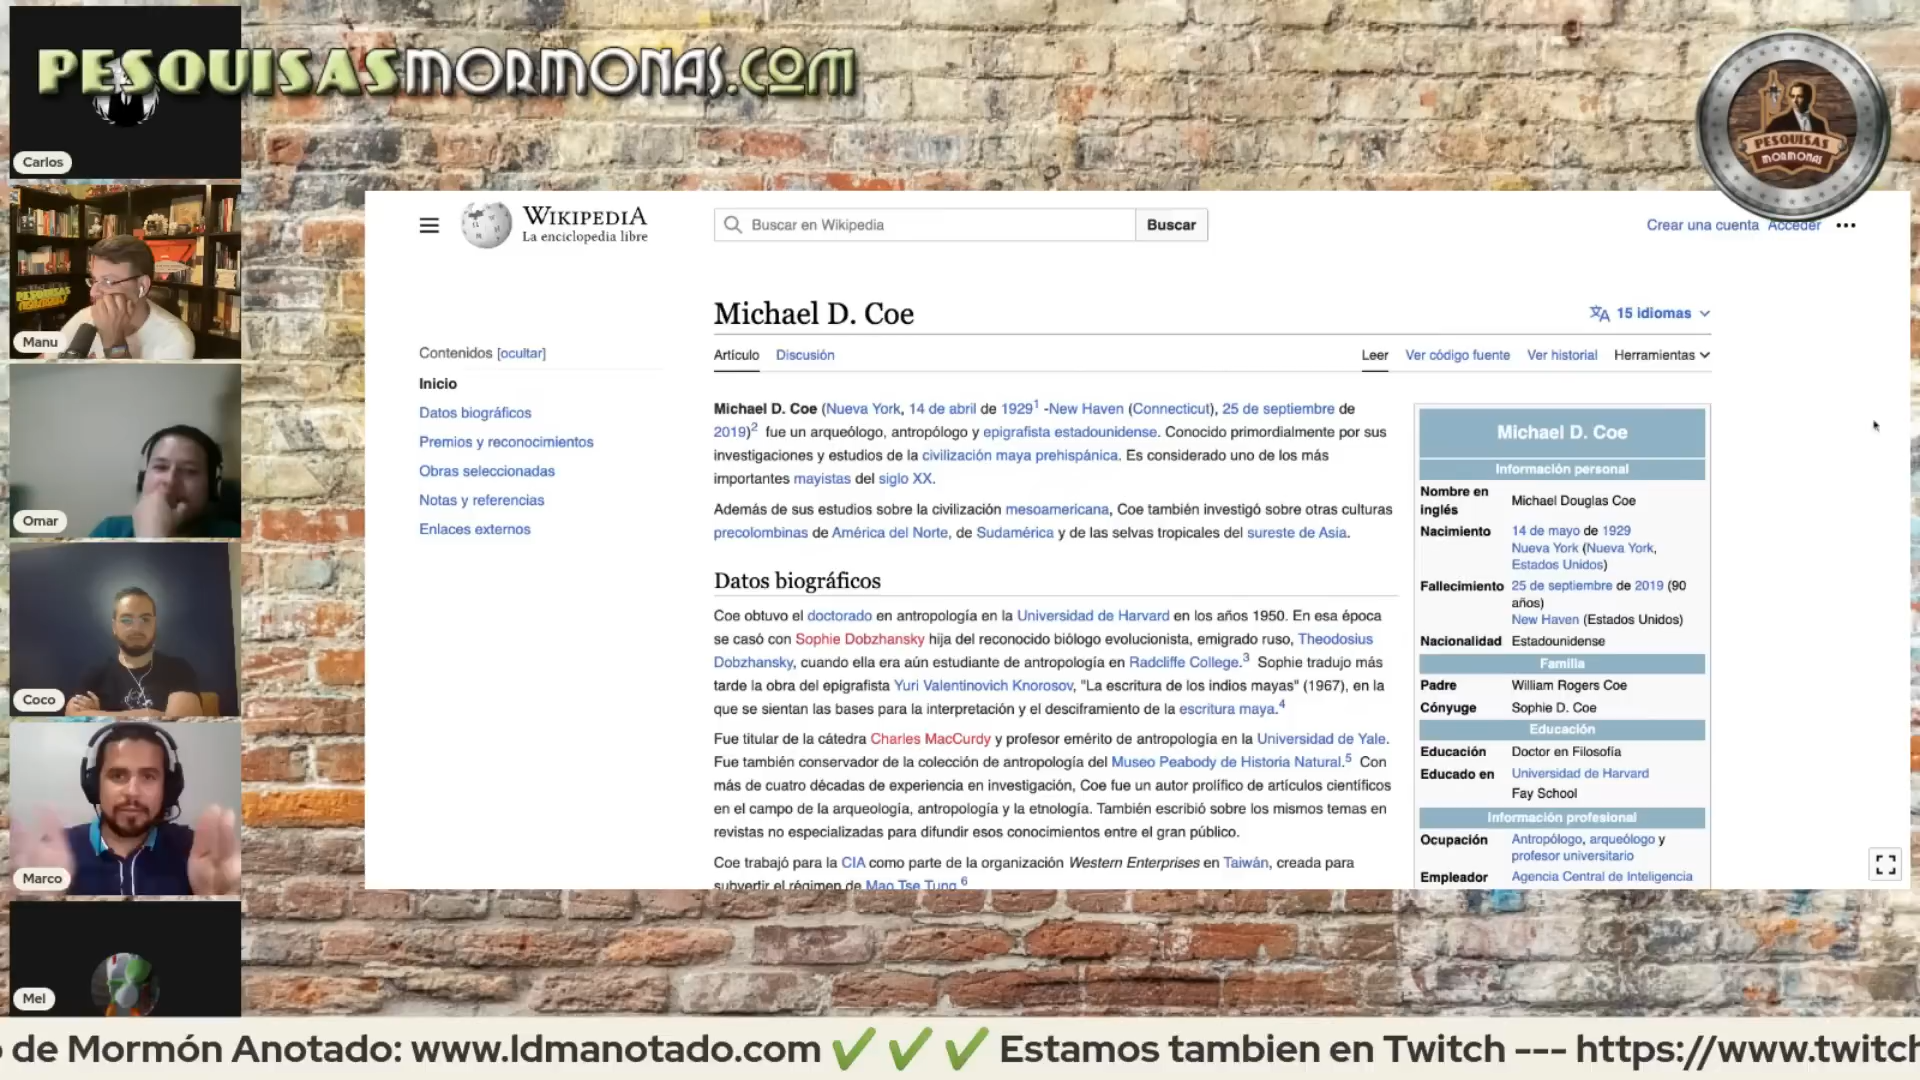 PESQUISASMORMONAS.COM
PESQUISAS
MORMONAS
Carlos
Manu
Omar
Coco
Marco
Mel
WIKIPEDIA
La enciclopedia libre
Buscar en Wikipedia
Buscar
Crear una cuenta Acceder
Michael D. Coe
15 idiomas
Contenidos [ocultar]
Inicio
Datos biográficos
Premios y reconocimientos
Obras seleccionadas
Notas y referencias
Enlaces externos
Artículo Discusión
Leer Ver código fuente Ver historial Herramientas
Michael D. Coe (Nueva York, 14 de abril de 1929¹ -New Haven (Connecticut), 25 de septiembre de
2019)² fue un arqueólogo, antropólogo y epigrafista estadounidense. Conocido primordialmente por sus
investigaciones y estudios de la civilización maya prehispánica. Es considerado uno de los más
importantes mayistas del siglo XX.
Además de sus estudios sobre la civilización mesoamericana, Coe también investigó sobre otras culturas
precolombinas de América del Norte, de Sudamérica y de las selvas tropicales del sureste de Asia.
Datos biográficos
Coe obtuvo el doctorado en antropología en la Universidad de Harvard en los años 1950. En esa época
se casó con Sophie Dobzhansky hija del reconocido biólogo evolucionista, emigrado ruso, Theodosius
Dobzhansky, cuando ella era aún estudiante de antropología en Radcliffe College.³ Sophie tradujo más
tarde la obra del epigrafista Yuri Valentinovich Knorosov, "La escritura de los indios mayas" (1967), en la
que se sientan las bases para la interpretación y el desciframiento de la escritura maya.⁴
Fue titular de la cátedra Charles MacCurdy y profesor emérito de antropología en la Universidad de Yale.
Fue también conservador de la colección de antropología del Museo Peabody de Historia Natural.⁵ Con
más de cuatro décadas de experiencia en investigación, Coe fue un autor prolífico de artículos científicos
en el campo de la arqueología, antropología y la etnología. También escribió sobre los mismos temas en
revistas no especializadas para difundir esos conocimientos entre el gran público.
Coe trabajó para la CIA como parte de la organización Western Enterprises en Taiwán, creada para
subvertir el régimen de Mao Tse Tung.⁶
Michael D. Coe
Información personal
Nombre en inglés Michael Douglas Coe
Nacimiento 14 de mayo de 1929
Nueva York (Nueva York,
Estados Unidos)
Fallecimiento 25 de septiembre de 2019 (90
años)
New Haven (Estados Unidos)
Nacionalidad Estadounidense
Familia
Padre William Rogers Coe
Cónyuge Sophie D. Coe
Educación
Educación Doctor en Filosofía
Educado en Universidad de Harvard
Fay School
Información profesional
Ocupación Antropólogo, arqueólogo y
profesor universitario
Empleador Agencia Central de Inteligencia
de Mormón Anotado: www.ldmanotado.com ✔ ✔ ✔ Estamos tambien en Twitch --- https://www.twitch